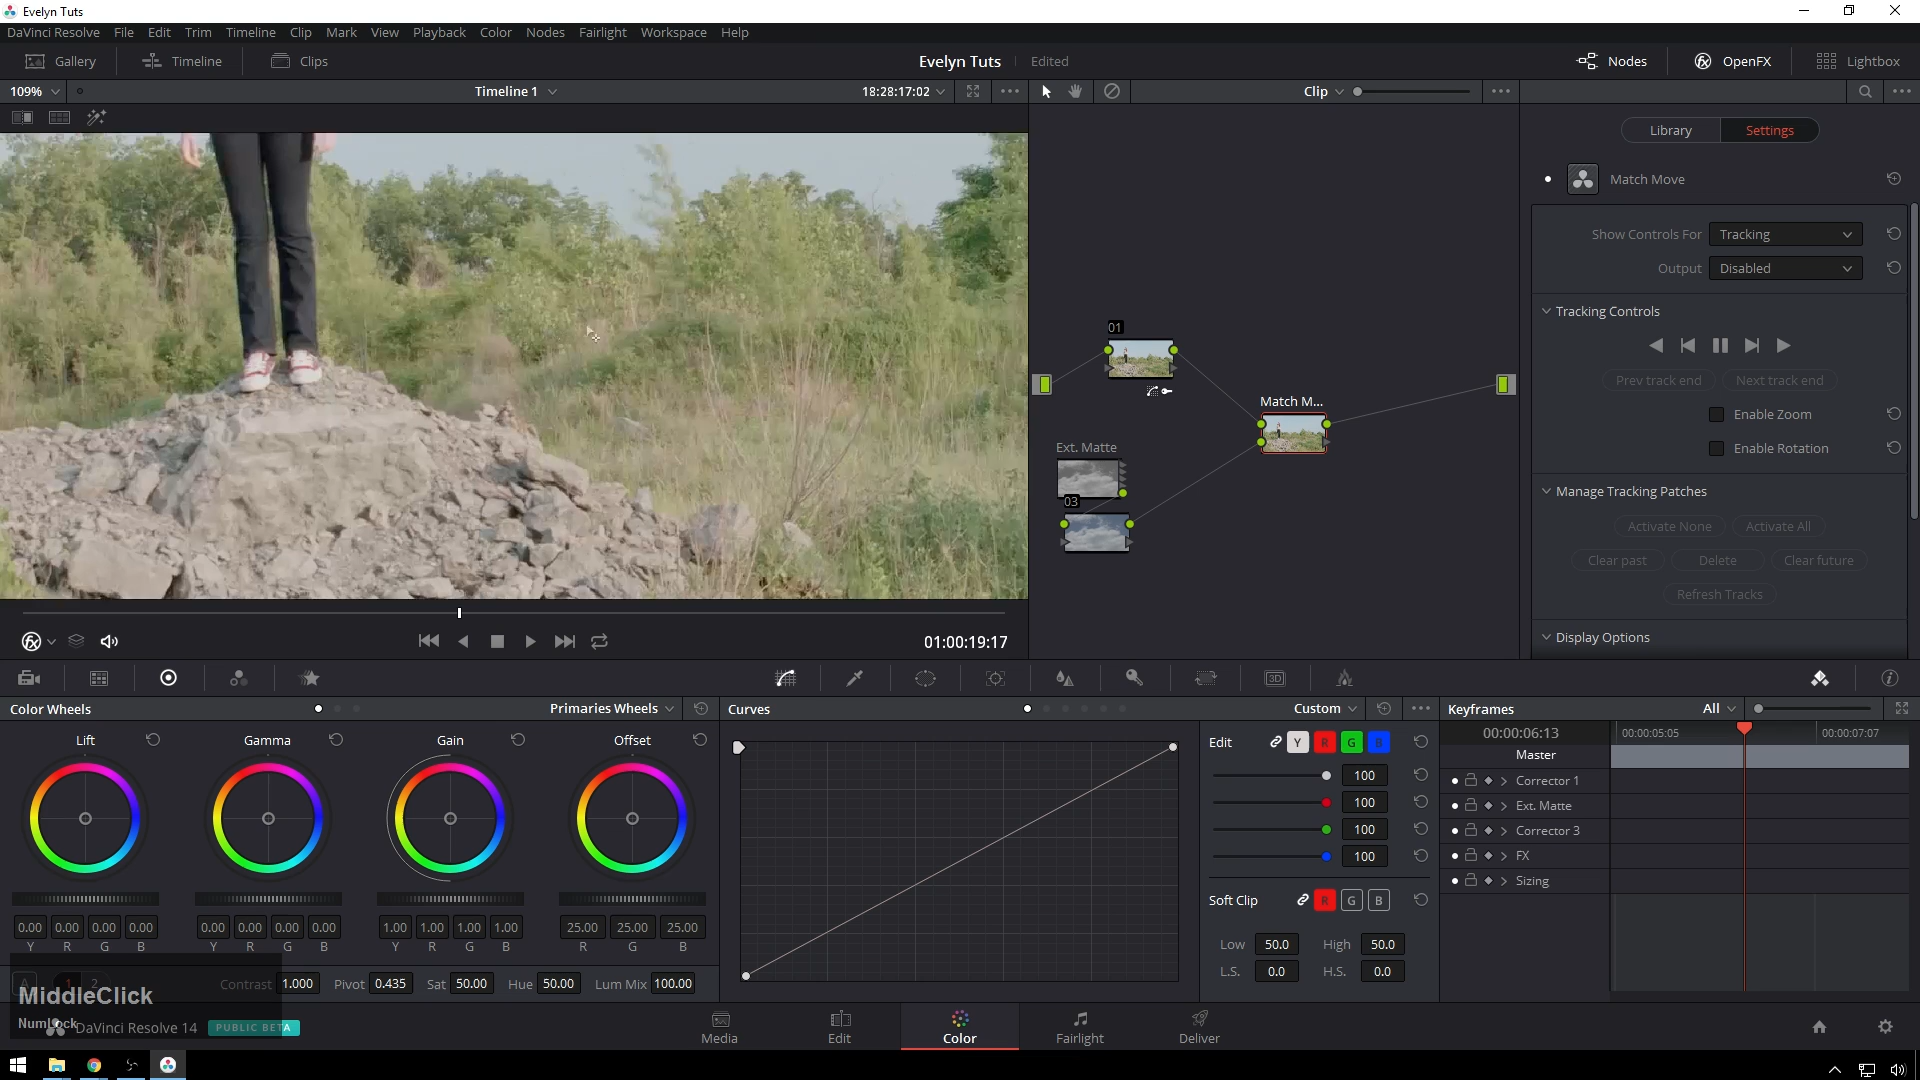 Evelyn Tuts
DaVinci Resolve File Edit Trim Timeline Clip Mark View Playback Color Nodes Fairlight Workspace Help
Gallery Timeline Clips Evelyn Tuts Edited Nodes OpenFX Lightbox
109% Timeline 1 18:28:17:02 Clip
Library Settings
Match Move
Show Controls For Tracking
Output Disabled
Tracking Controls
Prev track end Next track end
Enable Zoom
Enable Rotation
Manage Tracking Patches
Activate None Activate All
Clear past Delete Clear future
Refresh Tracks
Display Options
01
Match M...
Ext. Matte
03
01:00:19:17
3D
Color Wheels Primaries Wheels Curves Custom Keyframes All
Lift Gamma Gain Offset
Edit Y R G B
100
100
100
100
Soft Clip R G B
Low 50.0 High 50.0
L.S. 0.0 H.S. 0.0
00:00:06:13 00:00:05:05 00:00:07:07
Master
Corrector 1
Ext. Matte
Corrector 3
FX
Sizing
0.00 0.00 0.00 0.00 0.00 0.00 0.00 0.00 1.00 1.00 1.00 1.00 25.00 25.00 25.00
Y R G B Y R G B Y R G B R G B
A 1 2 Contrast 1.000 Pivot 0.435 Sat 50.00 Hue 50.00 Lum Mix 100.00
MiddleClick
NumLock
DaVinci Resolve 14 PUBLIC BETA
Media Edit Color Fairlight Deliver